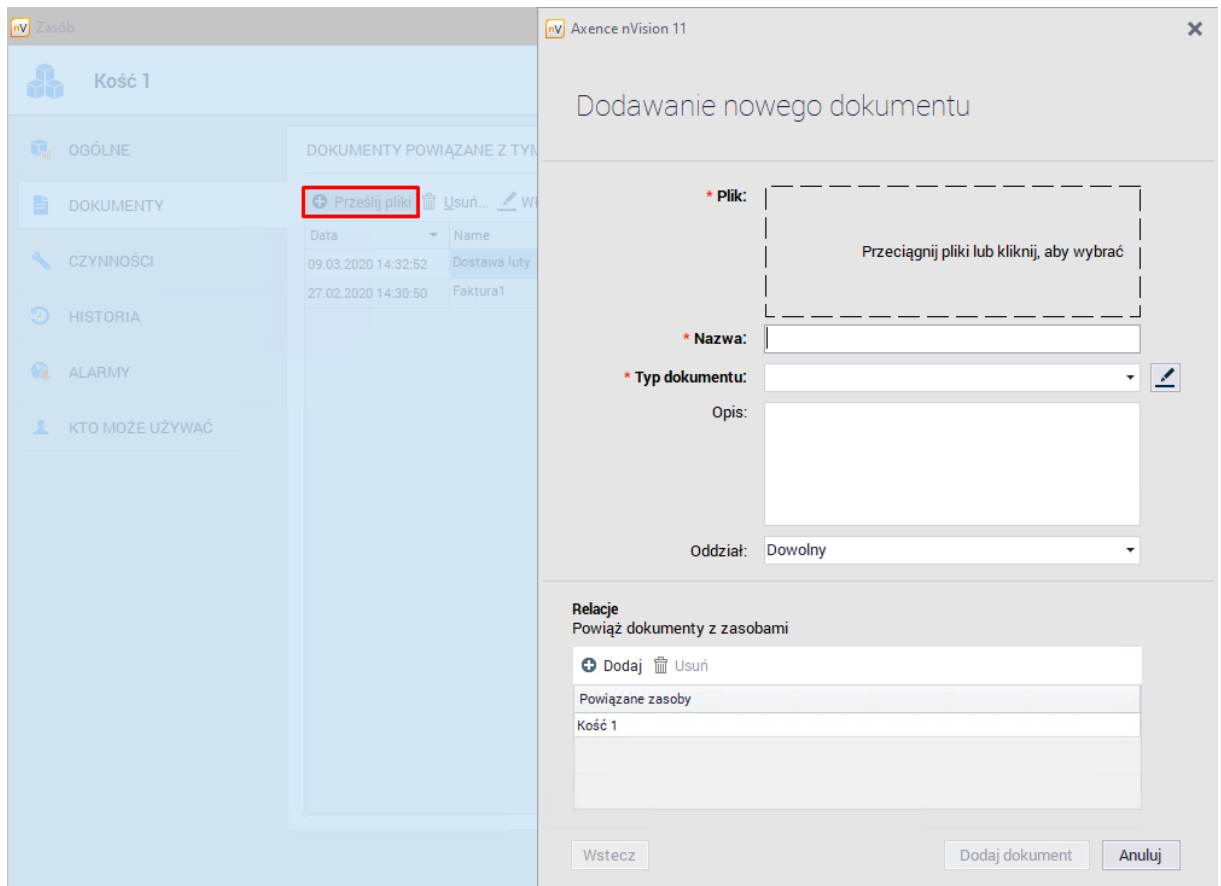 Zasób
Kość 1
OGÓLNE
DOKUMENTY
CZYNNOŚCI
HISTORIA
ALARMY
KTO MOŻE UŻYWAĆ
DOKUMENTY POWIĄZANE Z TYM
Prześlij pliki Usuń...
Data Name
09.03.2020 14:32:52 Dostawa luty
27.02.2020 14:30:50 Faktura1
nV Axence nVision 11
Dodawanie nowego dokumentu
* Plik:
Przeciągnij pliki lub kliknij, aby wybrać
* Nazwa:
* Typ dokumentu:
Opis:
Oddział: Dowolny
Relacje
Powiąż dokumenty z zasobami
Dodaj Usuń
Powiązane zasoby
Kość 1
Wstecz Dodaj dokument Anuluj